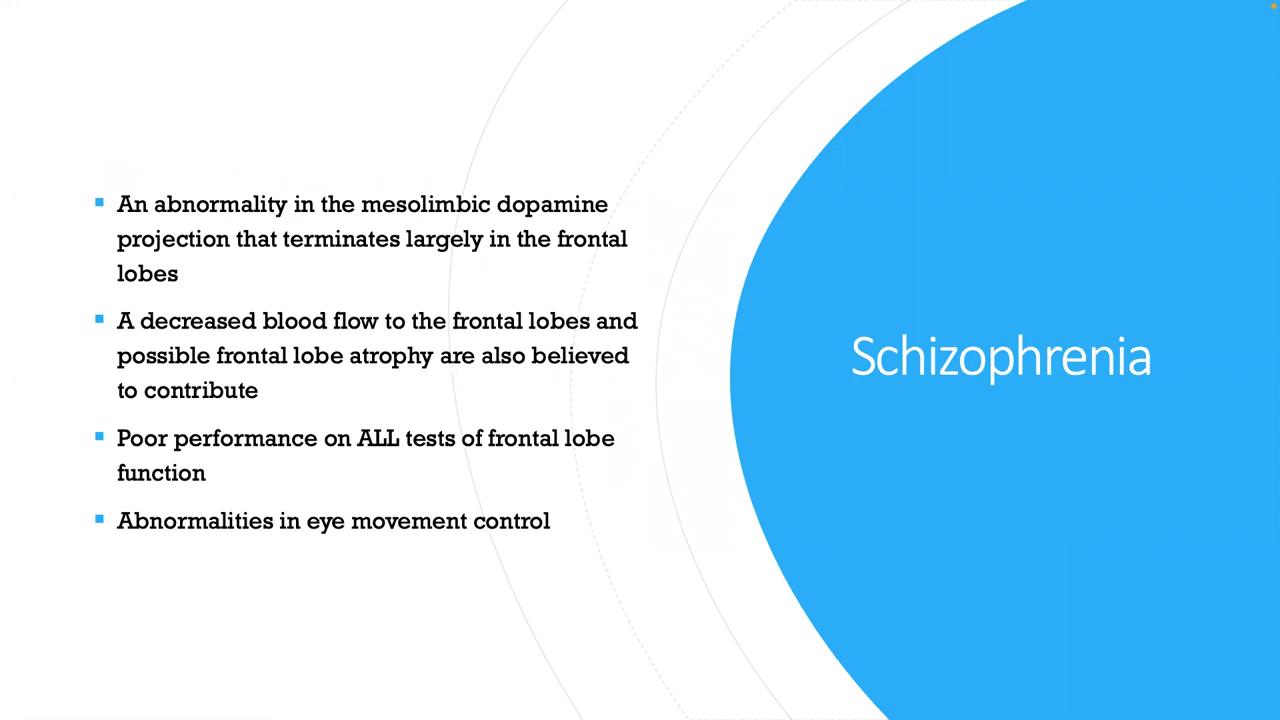 An abnormality in the mesolimbic dopamine
projection that terminates largely in the frontal
lobes
A decreased blood flow to the frontal lobes and
possible frontal lobe atrophy are also believed
to contribute
Poor performance on ALL tests of frontal lobe
function
Abnormalities in eye movement control
Schizophrenia